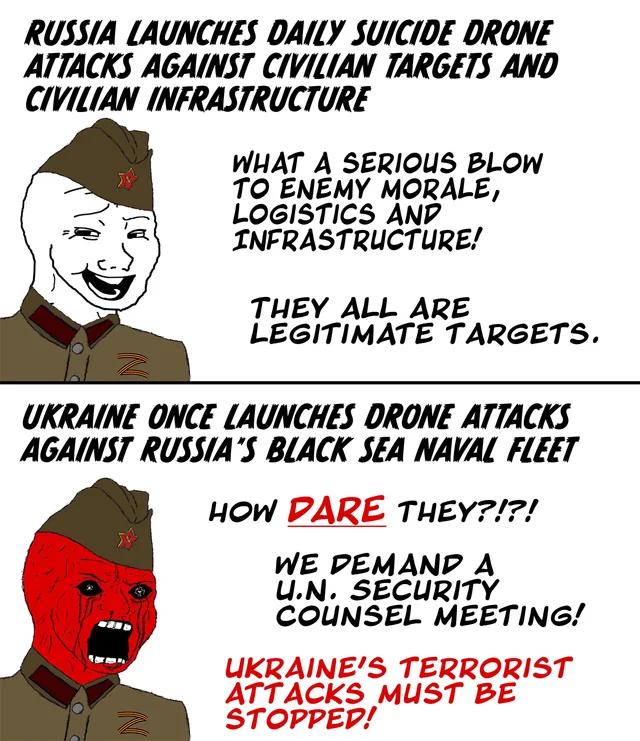 RUSSIA LAUNCHES DAILY SUICIDE DRONE
ATTACKS AGAINST CIVILIAN TARGETS AND
CIVILIAN INFRASTRUCTURE
WHAT A SERIOUS BLOW
TO ENEMY MORALE,
LOGISTICS AND
INFRASTRUCTURE!
THEY ALL ARE
LEGITIMATE TARGETS.
Z
UKRAINE ONCE LAUNCHES DRONE ATTACKS
AGAINST RUSSIA'S BLACK SEA NAVAL FLEET
HOW DARE THEY?!?!
WE DEMAND A
U.N. SECURITY
COUNSEL MEETING!
UKRAINE'S TERRORIST
ATTACKS MUST BE
STOPPED!
Z